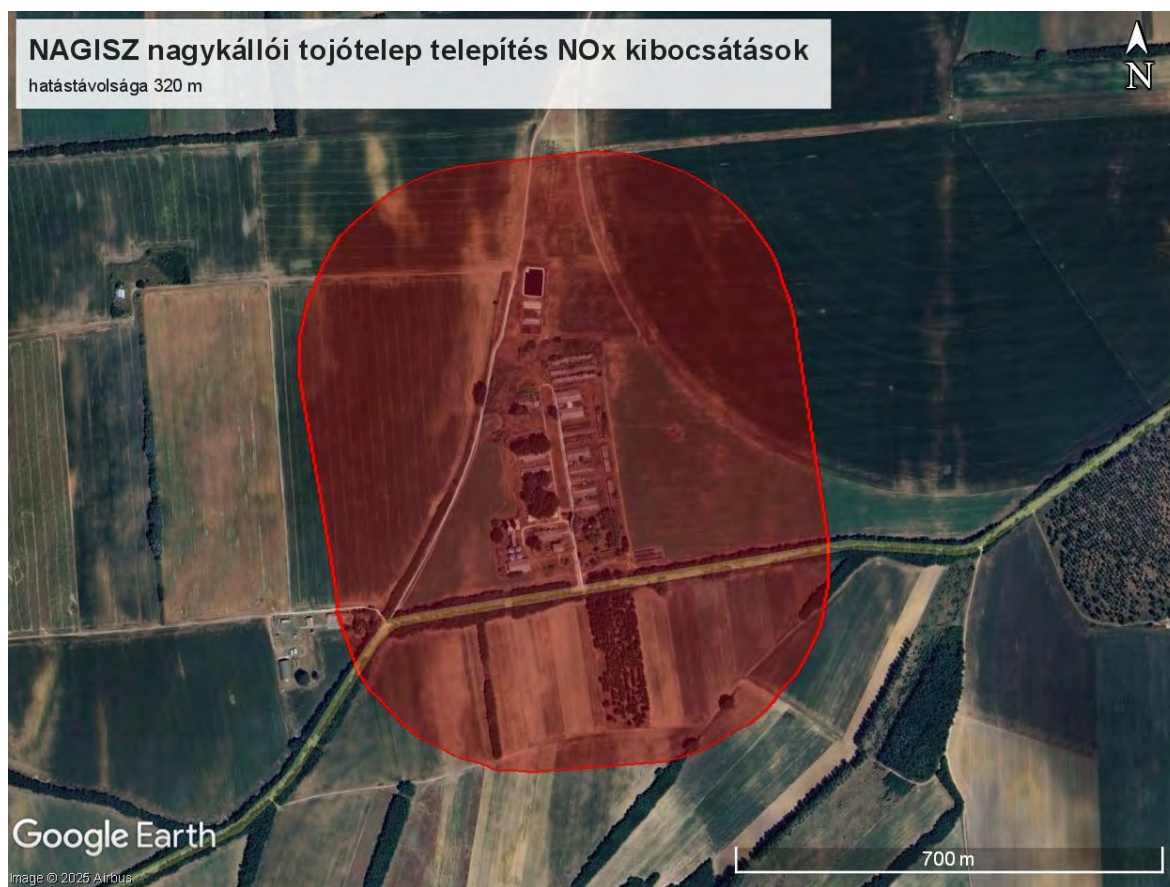 NAGISZ nagykállói tojótelep telepítés NOx kibocsátások
hatástávolsága 320 m
N
Google Earth
700 m
Image © 2025 Airbus